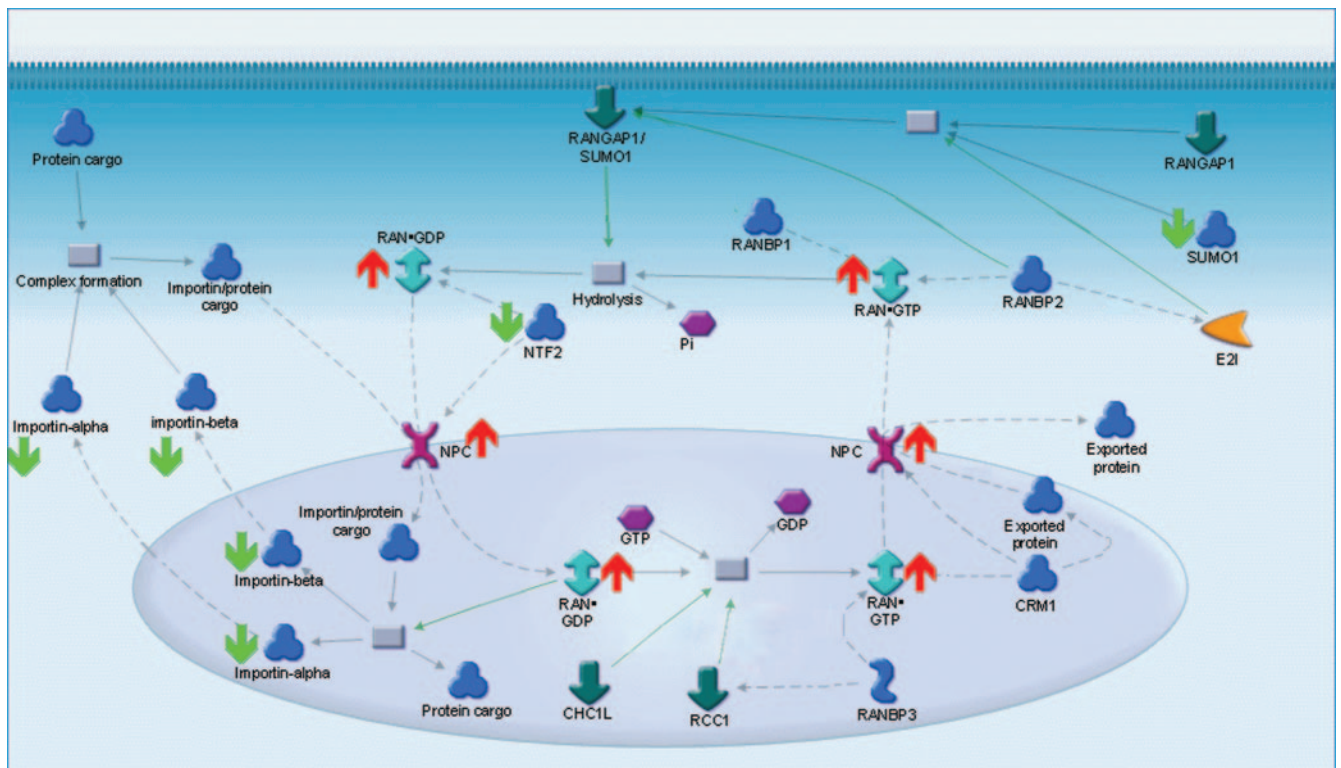 Protein cargo
RANGAP1/
SUMO1
RANGAP1
RAN▪GDP
RANBP1
SUMO1
Complex formation
Importin/protein
cargo
Hydrolysis
RAN▪GTP
RANBP2
NTF2
Pi
E2I
Importin-alpha
importin-beta
NPC
NPC
Exported
protein
Importin/protein
cargo
GTP
GDP
Exported
protein
Importin-beta
RAN▪
GDP
RAN▪
GTP
CRM1
Importin-alpha
Protein cargo
CHC1L
RCC1
RANBP3